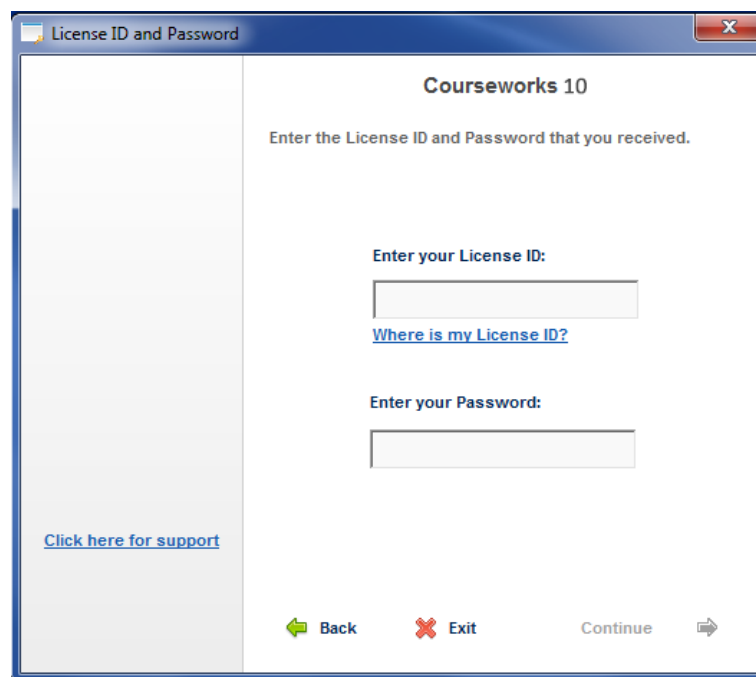 License ID and Password
Courseworks 10
Enter the License ID and Password that you received.
Enter your License ID:
Where is my License ID?
Enter your Password:
Click here for support
Back Exit Continue